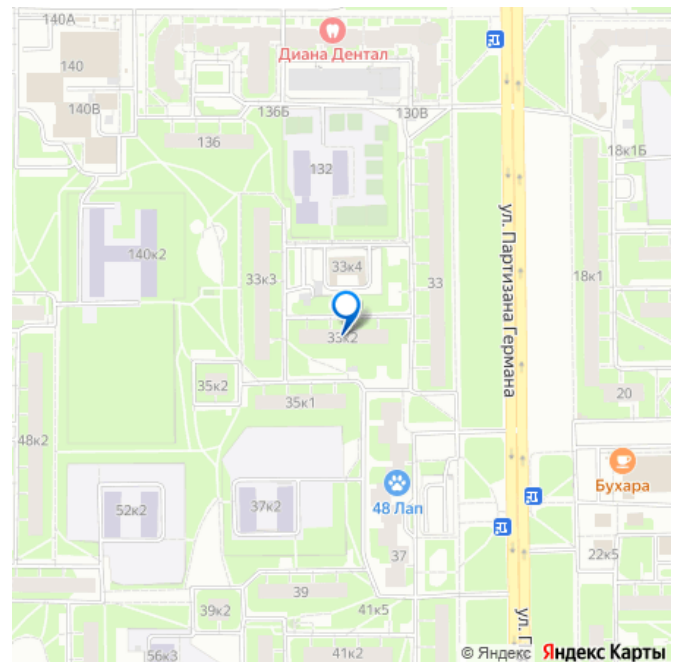 140А
Диана Дентал
140
140В
136Б
130В
136
18к1Б
132
140к2
33к3
33к4
33
18к1
ул. Партизана Германа
33к2
35к2
20
35к1
48к2
Бухара
48 Лап
52к2
37к2
37
22к5
39
39к2
41к5
ул. Г
56к3
41к2
© Яндекс Яндекс Карты